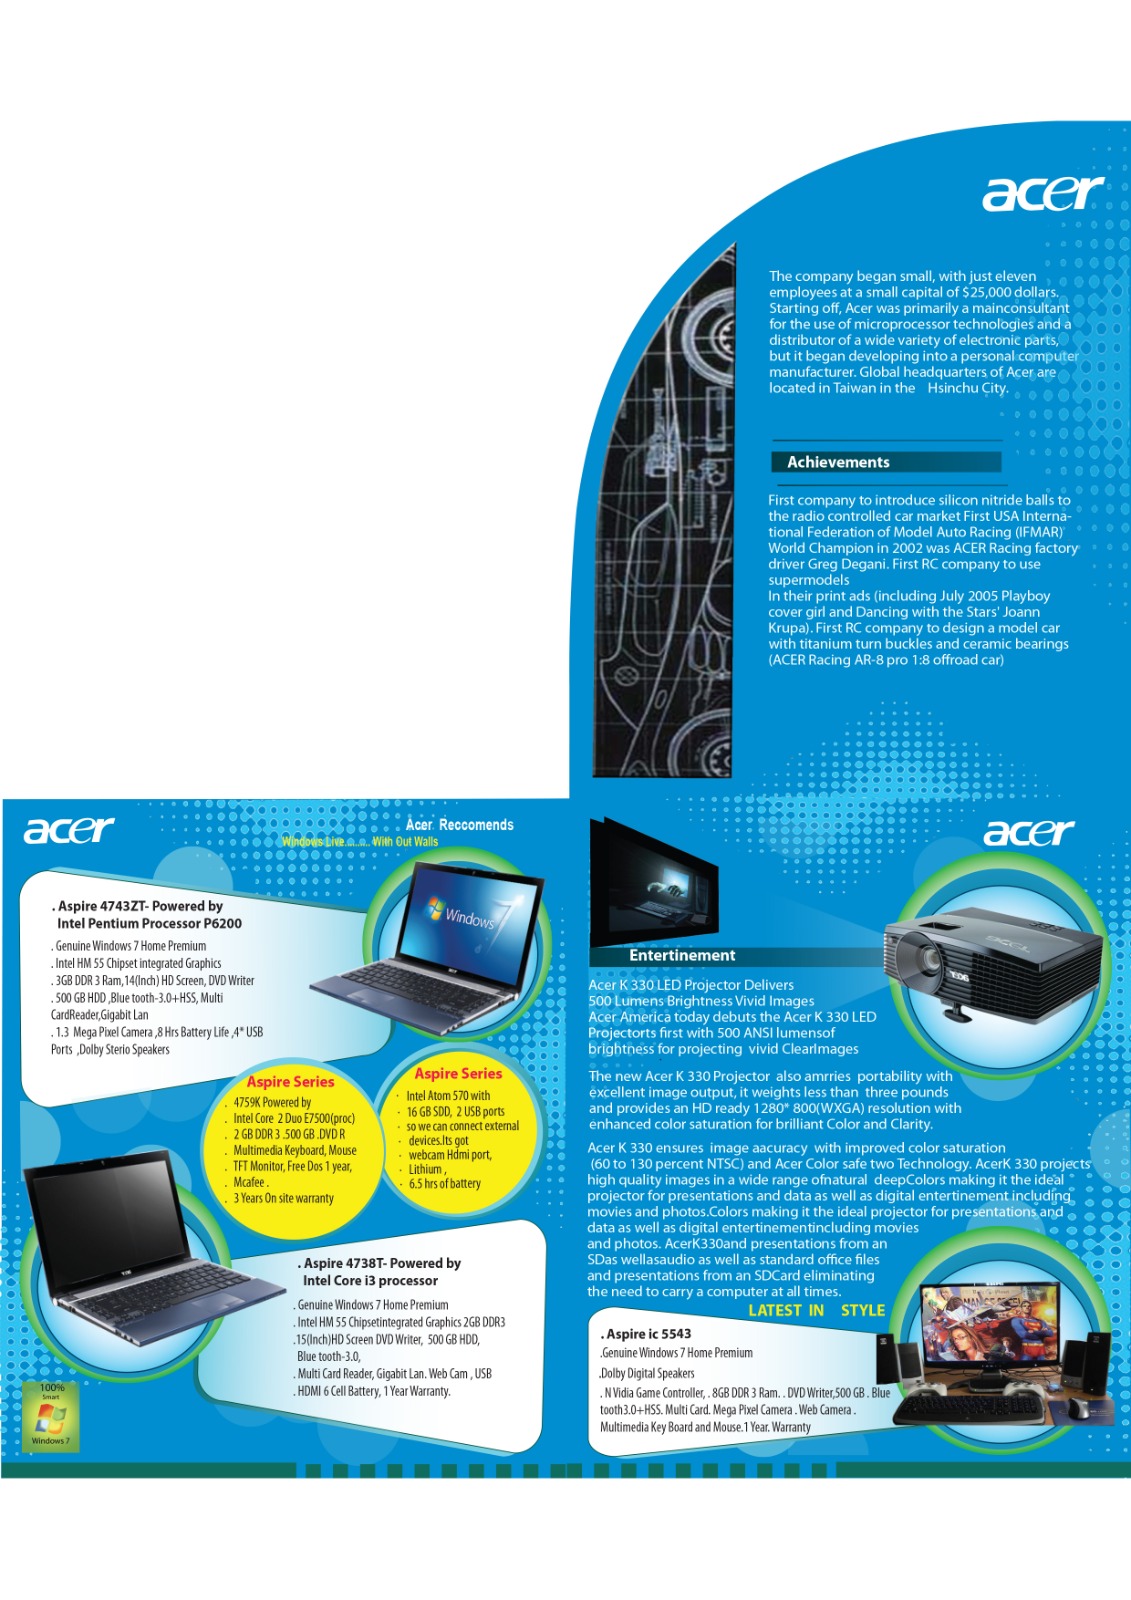 acer
The company began small, with just eleven
employees at a small capital of $25,000 dollars.
Starting off, Acer was primarily a mainconsultant
for the use of microprocessor technologies and a
distributor of a wide variety of electronic parts,
but it began developing into a personal computer
manufacturer. Global headquarters of Acer are
located in Taiwan in the Hsinchu City.
Achievements
First company to introduce silicon nitride balls to
the radio controlled car market First USA Interna-
tional Federation of Model Auto Racing (IFMAR)
World Champion in 2002 was ACER Racing factory
driver Greg Degani. First RC company to use
supermodels
In their print ads (including July 2005 Playboy
cover girl and Dancing with the Stars' Joann
Krupa). First RC company to design a model car
with titanium turn buckles and ceramic bearings
(ACER Racing AR-8 pro 1:8 offroad car)
acer
Acer Reccomends
Windows Live......... With Out Walls
. Aspire 4743ZT- Powered by
Intel Pentium Processor P6200
. Genuine Windows 7 Home Premium
. Intel HM 55 Chipset integrated Graphics
. 3GB DDR 3 Ram,14(Inch) HD Screen, DVD Writer
. 500 GB HDD ,Blue tooth-3.0+HSS, Multi
CardReader,Gigabit Lan
. 1.3 Mega Pixel Camera ,8 Hrs Battery Life ,4* USB
Ports ,Dolby Sterio Speakers
Windows 7
Aspire Series
. 4759K Powered by
. Intel Core 2 Duo E7500(proc)
. 2 GB DDR 3 .500 GB .DVD R
. Multimedia Keyboard, Mouse
. TFT Monitor, Free Dos 1 year,
. Mcafee .
. 3 Years On site warranty
Aspire Series
· Intel Atom 570 with
· 16 GB SDD, 2 USB ports
· so we can connect external
· devices.Its got
· webcam Hdmi port,
· Lithium ,
· 6.5 hrs of battery
. Aspire 4738T- Powered by
Intel Core i3 processor
. Genuine Windows 7 Home Premium
. Intel HM 55 Chipsetintegrated Graphics 2GB DDR3
.15(Inch)HD Screen DVD Writer, 500 GB HDD,
Blue tooth-3.0,
. Multi Card Reader, Gigabit Lan. Web Cam , USB
. HDMI 6 Cell Battery, 1 Year Warranty.
100%
Smart
Windows 7
acer
Entertinement
Acer K 330 LED Projector Delivers
500 Lumens Brightness Vivid Images
Acer America today debuts the Acer K 330 LED
Projectorts first with 500 ANSI lumensof
brightness for projecting vivid ClearImages
The new Acer K 330 Projector also amrries portability with
excellent image output, it weights less than three pounds
and provides an HD ready 1280* 800(WXGA) resolution with
enhanced color saturation for brilliant Color and Clarity.
Acer K 330 ensures image aacuracy with improved color saturation
(60 to 130 percent NTSC) and Acer Color safe two Technology. AcerK 330 projects
high quality images in a wide range ofnatural deepColors making it the ideal
projector for presentations and data as well as digital entertinement including
movies and photos.Colors making it the ideal projector for presentations and
data as well as digital entertinementincluding movies
and photos. AcerK330and presentations from an
SDas wellasaudio as well as standard office files
and presentations from an SDCard eliminating
the need to carry a computer at all times.
LATEST IN STYLE
. Aspire ic 5543
.Genuine Windows 7 Home Premium
.Dolby Digital Speakers
. N Vidia Game Controller, . 8GB DDR 3 Ram. . DVD Writer,500 GB . Blue
tooth3.0+HSS. Multi Card. Mega Pixel Camera . Web Camera .
Multimedia Key Board and Mouse.1 Year. Warranty